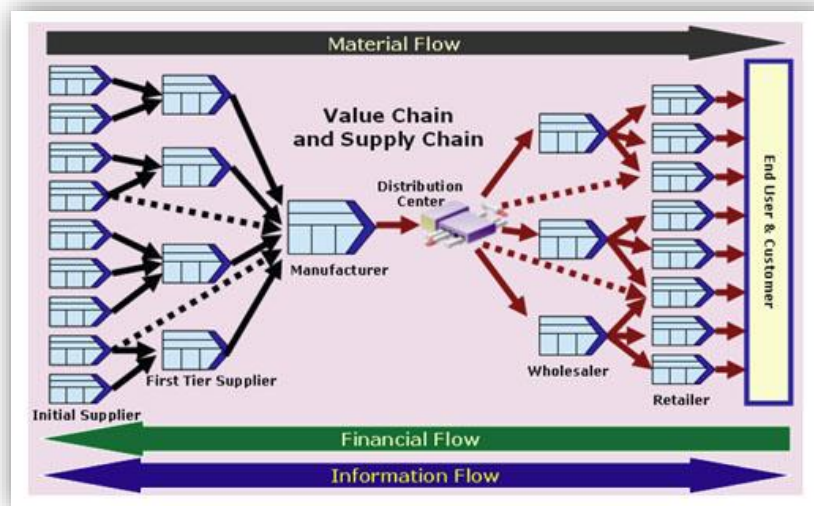 Material Flow
Value Chain
and Supply Chain
Distribution
Center
Manufacturer
First Tier Supplier
Initial Supplier
Wholesaler
Retailer
End User & Customer
Financial Flow
Information Flow